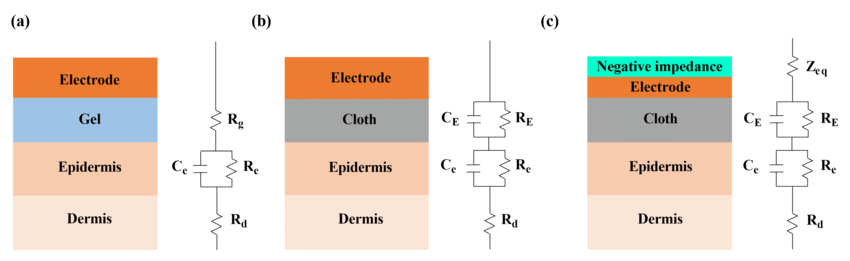 (a)
Electrode
Gel
Epidermis
Dermis
Rg
Ce
Re
Rd
(b)
Electrode
Cloth
Epidermis
Dermis
CE
RE
Ce
Re
Rd
(c)
Negative impedance
Electrode
Cloth
Epidermis
Dermis
Zeq
CE
RE
Ce
Re
Rd